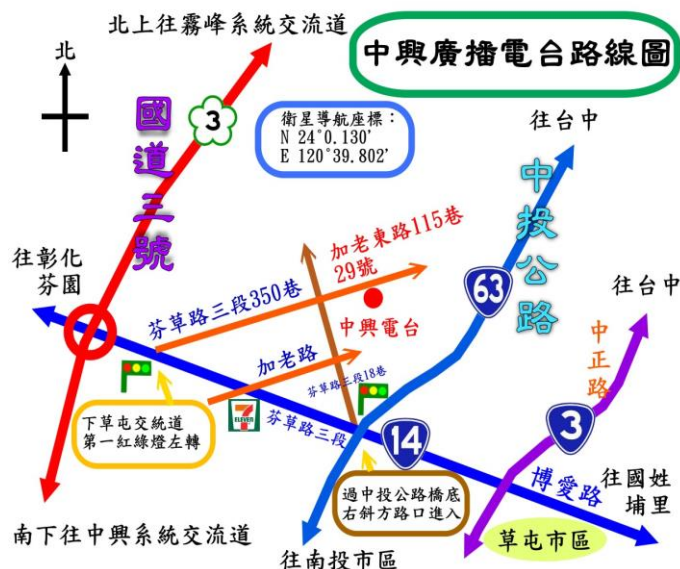 北上往霧峰系統交流道
中興廣播電台路線圖
北
3
國道三號
衛星導航座標：
N 24°0.130'
E 120°39.802'
往台中
中投公路
往彰化
芬園
加老東路115巷
29號
63
往台中
芬草路三段350巷
中興電台
中正路
加老路
芬草路三段18巷
下草屯交統道
第一紅綠燈左轉
7
ELEVEn
芬草路三段
14
3
過中投公路橋底
右斜方路口進入
博愛路
往國姓
埔里
南下往中興系統交流道
往南投市區
草屯市區